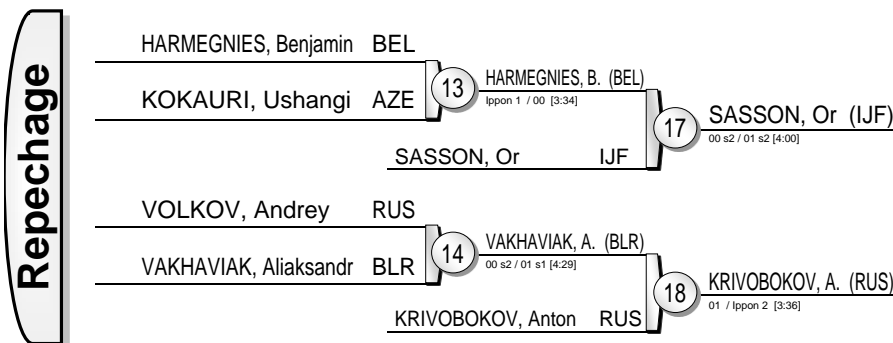 Repechage
HARMEGNIES, Benjamin BEL
KOKAURI, Ushangi AZE
13
HARMEGNIES, B. (BEL)
Ippon 1 / 00 [3:34]
SASSON, Or IJF
17
SASSON, Or (IJF)
00 s2 / 01 s2 [4:00]
VOLKOV, Andrey RUS
VAKHAVIAK, Aliaksandr BLR
14
VAKHAVIAK, A. (BLR)
00 s2 / 01 s1 [4:29]
KRIVOBOKOV, Anton RUS
18
KRIVOBOKOV, A. (RUS)
01 / Ippon 2 [3:36]